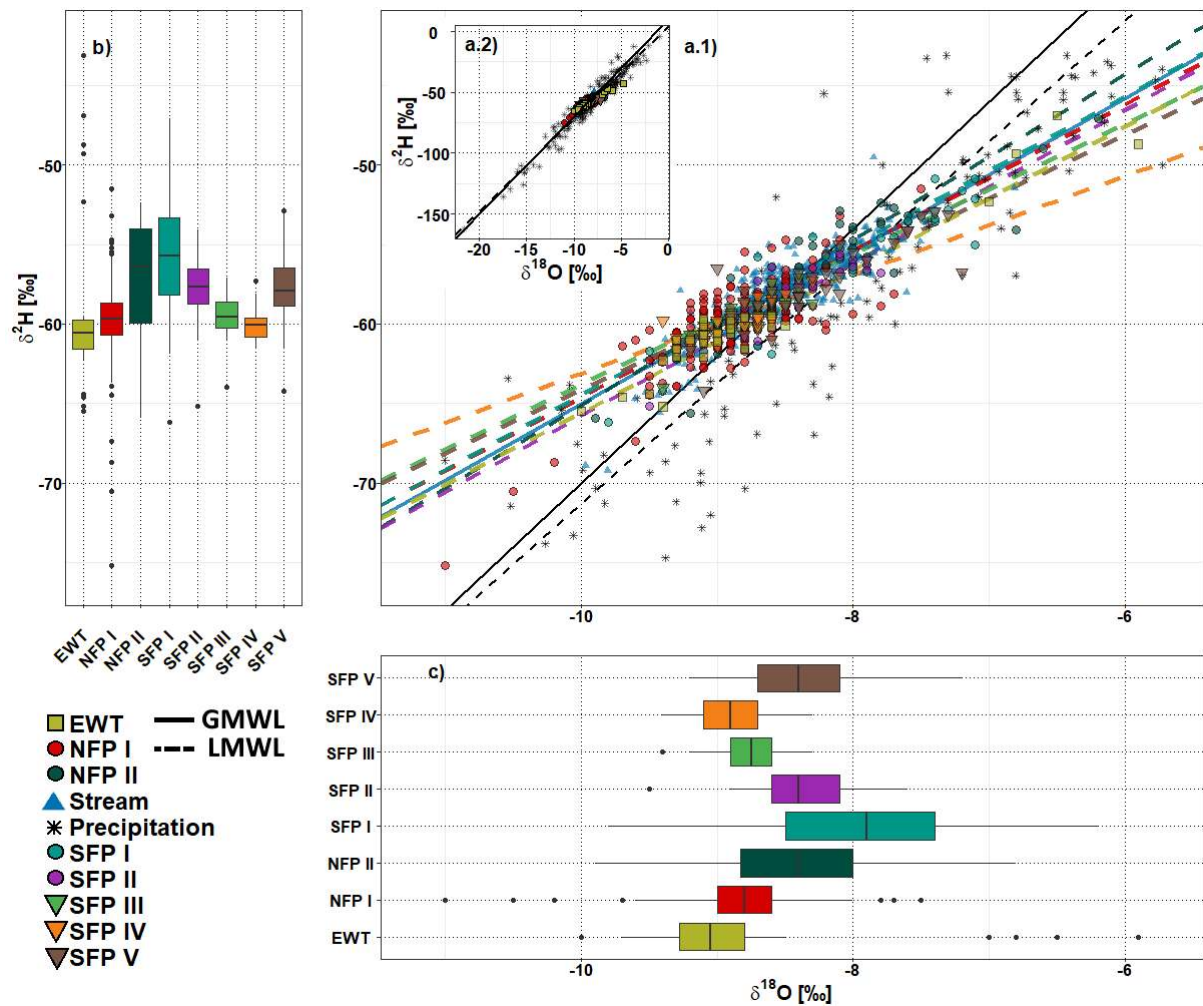 b)
δ²H [‰]
-50
-60
-70
EWT
NFP I
NFP II
SFP I
SFP II
SFP III
SFP IV
SFP V
a.2)
δ²H [‰]
0
-50
-100
-150
-20
-15
-10
-5
0
δ¹⁸O [‰]
a.1)
-50
-60
-70
-10
-8
-6
EWT
NFP I
NFP II
Stream
Precipitation
SFP I
SFP II
SFP III
SFP IV
SFP V
GMWL
LMWL
c)
SFP V
SFP IV
SFP III
SFP II
SFP I
NFP II
NFP I
EWT
-10
-8
-6
δ¹⁸O [‰]